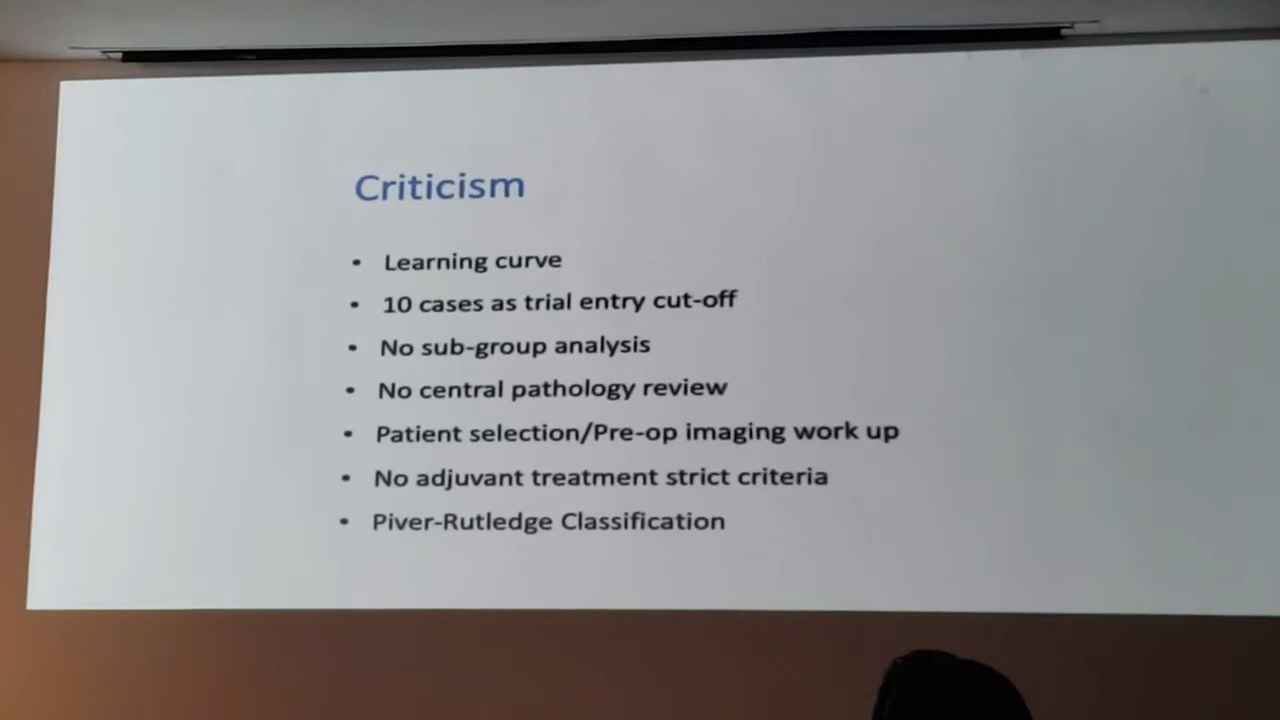 Criticism
• Learning curve
• 10 cases as trial entry cut-off
• No sub-group analysis
• No central pathology review
• Patient selection/Pre-op imaging work up
• No adjuvant treatment strict criteria
• Piver-Rutledge Classification